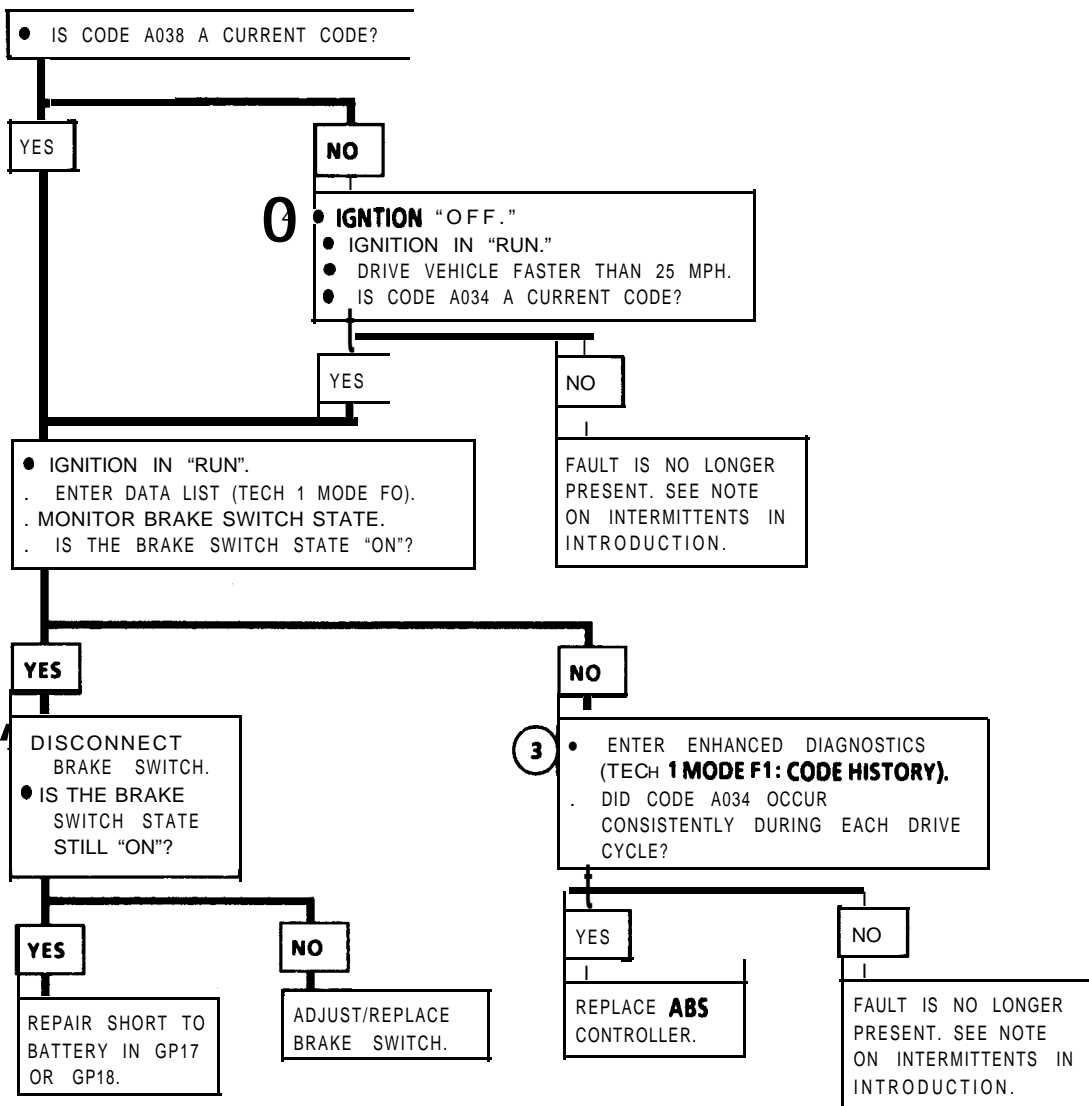 ● IS CODE A038 A CURRENT CODE?
YES
NO
● IGNTION "OFF."
● IGNITION IN "RUN."
● DRIVE VEHICLE FASTER THAN 25 MPH.
● IS CODE A034 A CURRENT CODE?
YES
NO
● IGNITION IN "RUN".
. ENTER DATA LIST (TECH 1 MODE FO).
. MONITOR BRAKE SWITCH STATE.
. IS THE BRAKE SWITCH STATE "ON"?
FAULT IS NO LONGER
PRESENT. SEE NOTE
ON INTERMITTENTS IN
INTRODUCTION.
YES
NO
DISCONNECT
BRAKE SWITCH.
● IS THE BRAKE
SWITCH STATE
STILL "ON"?
3
● ENTER ENHANCED DIAGNOSTICS
(TECH 1 MODE F1: CODE HISTORY).
. DID CODE A034 OCCUR
CONSISTENTLY DURING EACH DRIVE
CYCLE?
YES
NO
YES
NO
REPAIR SHORT TO
BATTERY IN GP17
OR GP18.
ADJUST/REPLACE
BRAKE SWITCH.
REPLACE ABS
CONTROLLER.
FAULT IS NO LONGER
PRESENT. SEE NOTE
ON INTERMITTENTS IN
INTRODUCTION.